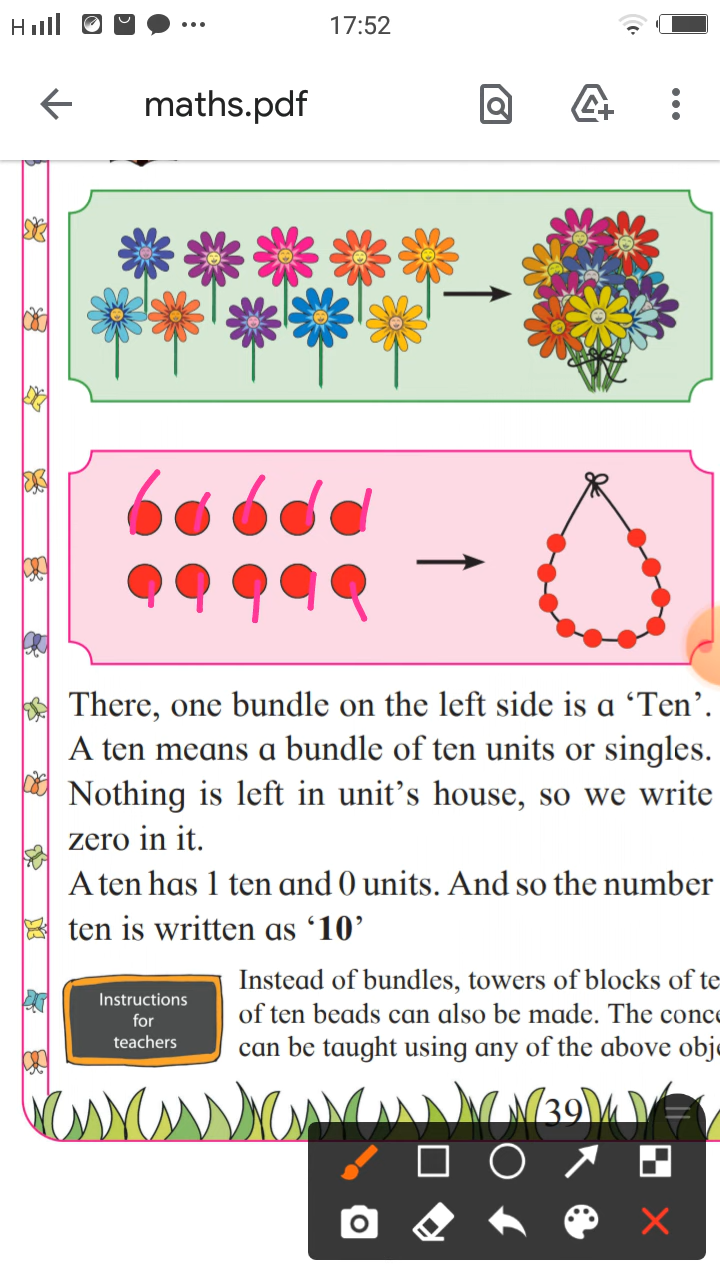 H 17:52
maths.pdf
There, one bundle on the left side is a ‘Ten’.
A ten means a bundle of ten units or singles.
Nothing is left in unit’s house, so we write
zero in it.
A ten has 1 ten and 0 units. And so the number
ten is written as ‘10’
Instructions
for
teachers
Instead of bundles, towers of blocks of te
of ten beads can also be made. The conce
can be taught using any of the above obje
39